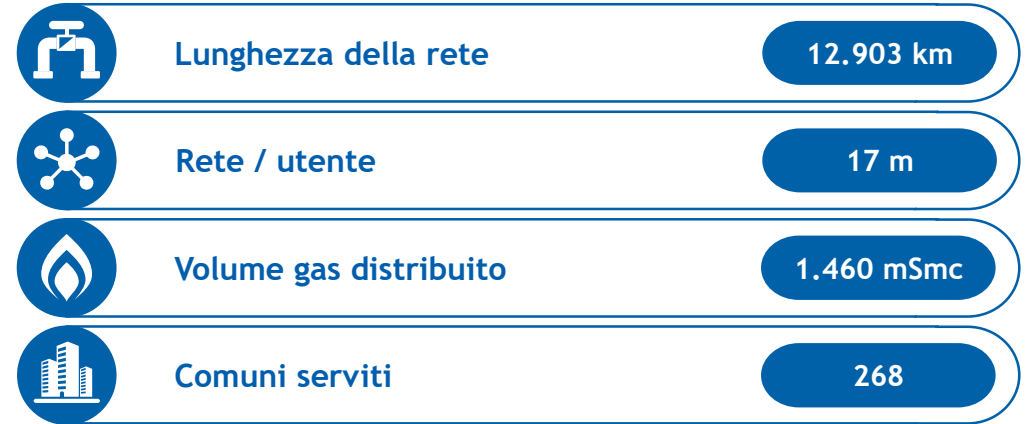 Lunghezza della rete 12.903 km
Rete / utente 17 m
Volume gas distribuito 1.460 mSmc
Comuni serviti 268